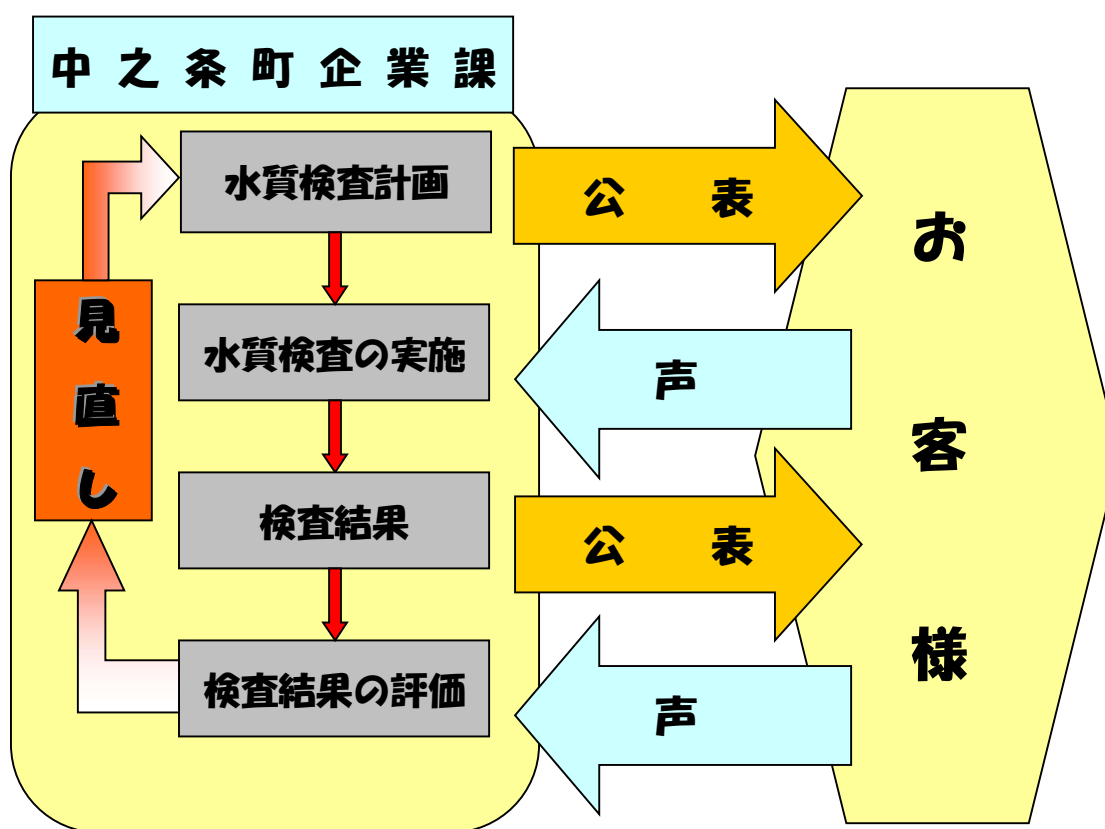 中之条町企業課
水質検査計画
水質検査の実施
検査結果
検査結果の評価
見直し
公表
声
公表
声
お客様